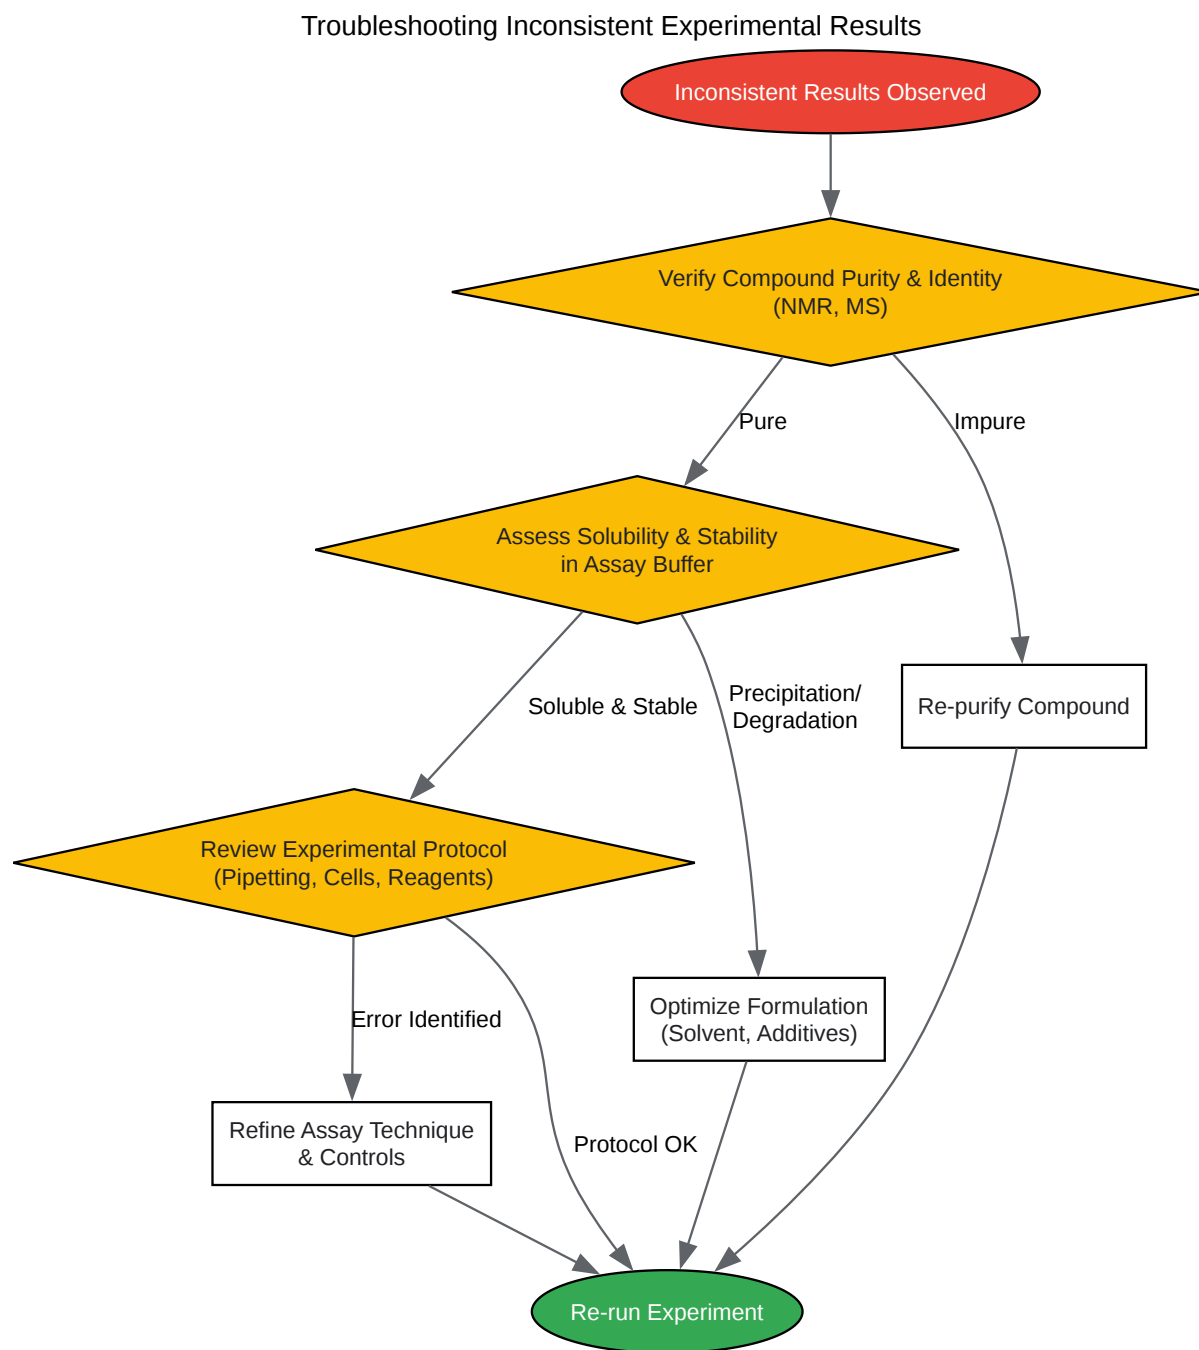 Troubleshooting Inconsistent Experimental Results
Inconsistent Results Observed
Verify Compound Purity & Identity
(NMR, MS)
Pure
Impure
Assess Solubility & Stability
in Assay Buffer
Soluble & Stable
Precipitation/
Degradation
Re-purify Compound
Review Experimental Protocol
(Pipetting, Cells, Reagents)
Error Identified
Optimize Formulation
(Solvent, Additives)
Refine Assay Technique
& Controls
Protocol OK
Re-run Experiment